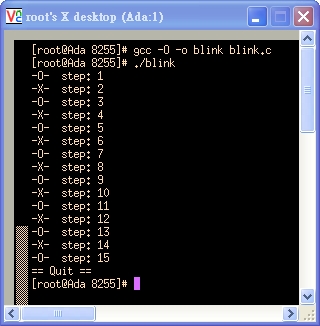 root's X desktop (Ada:1)
[root@Ada 8255]# gcc -O -o blink blink.c
[root@Ada 8255]# ./blink
-O-  step: 1
-X-  step: 2
-O-  step: 3
-X-  step: 4
-O-  step: 5
-X-  step: 6
-O-  step: 7
-X-  step: 8
-O-  step: 9
-X-  step: 10
-O-  step: 11
-X-  step: 12
-O-  step: 13
-X-  step: 14
-O-  step: 15
== Quit ==
[root@Ada 8255]#